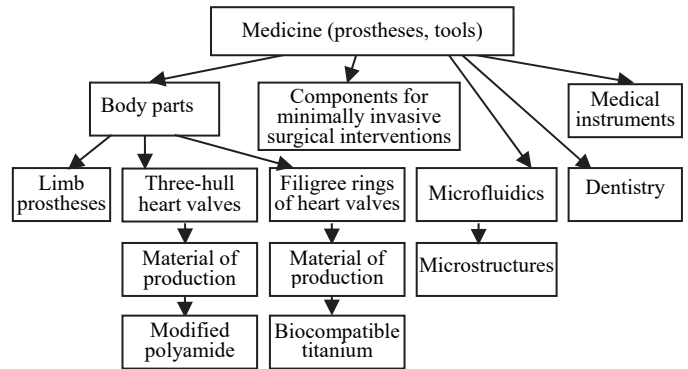 Medicine (prostheses, tools)
Body parts
Components for
minimally invasive
surgical interventions
Medical
instruments
Limb
prostheses
Three-hull
heart valves
Filigree rings
of heart valves
Microfluidics
Dentistry
Material of
production
Material of
production
Microstructures
Modified
polyamide
Biocompatible
titanium